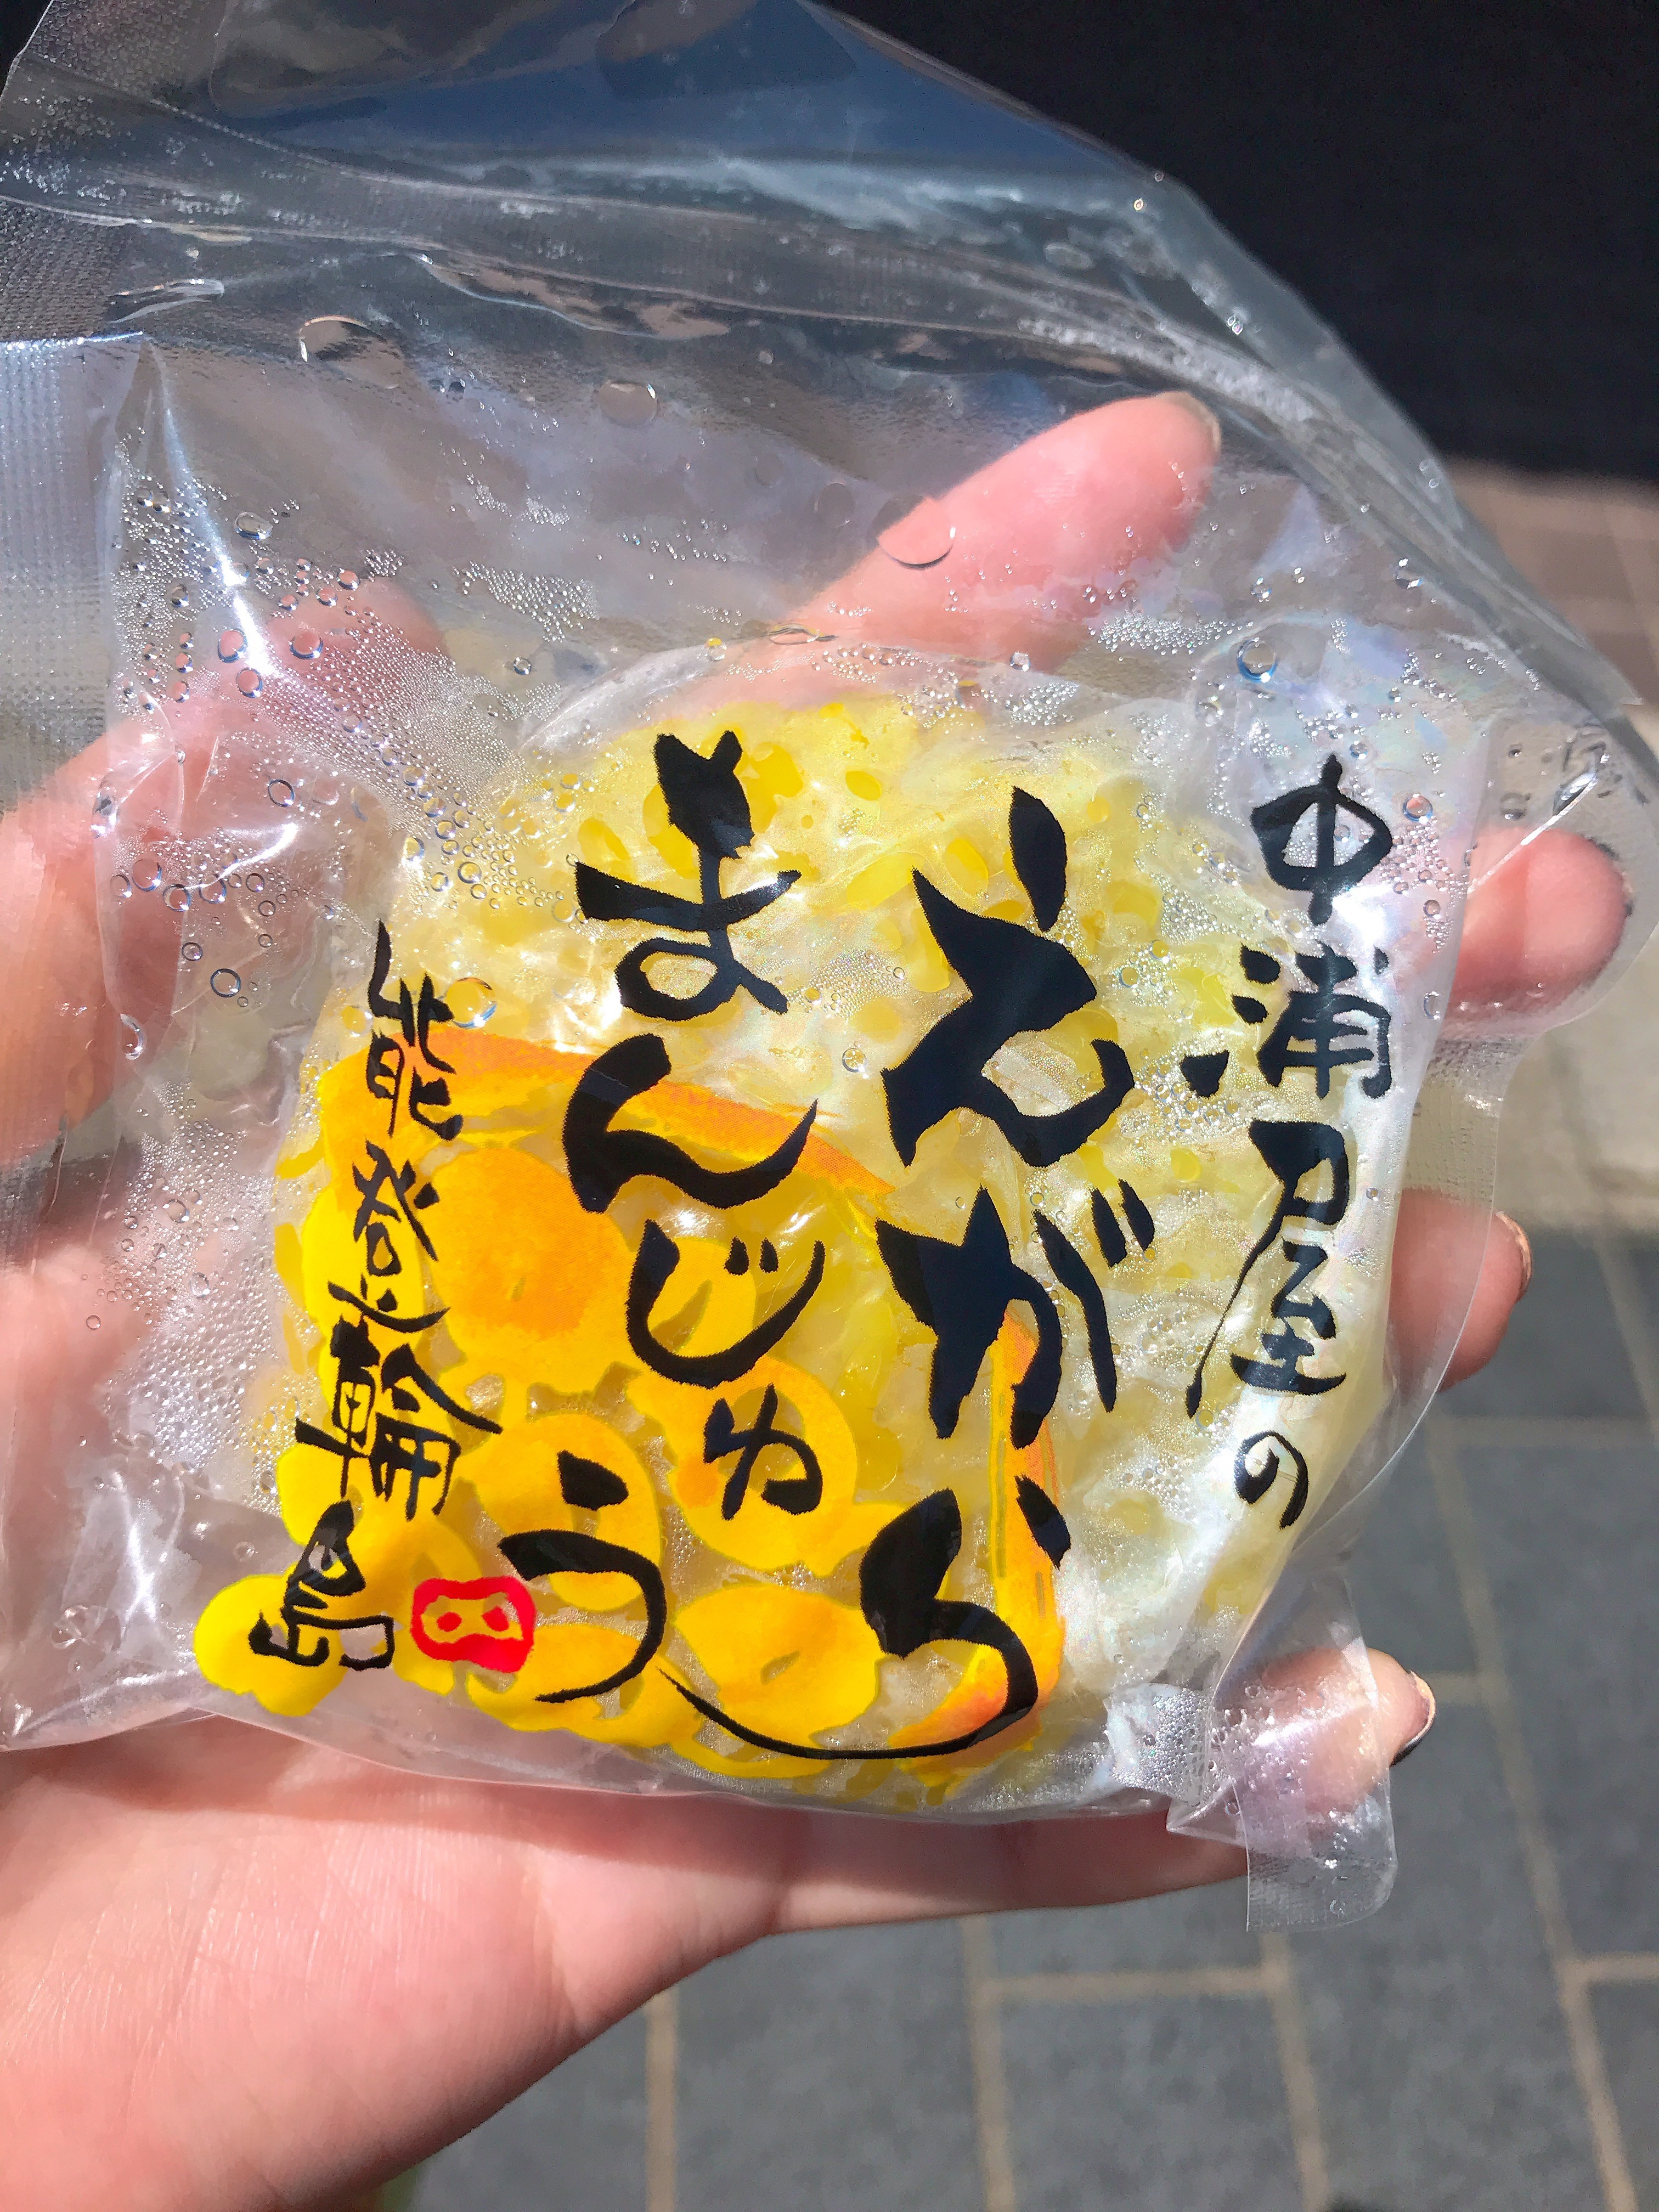 中浦屋の
えがら
まんじゅう
能登輪島